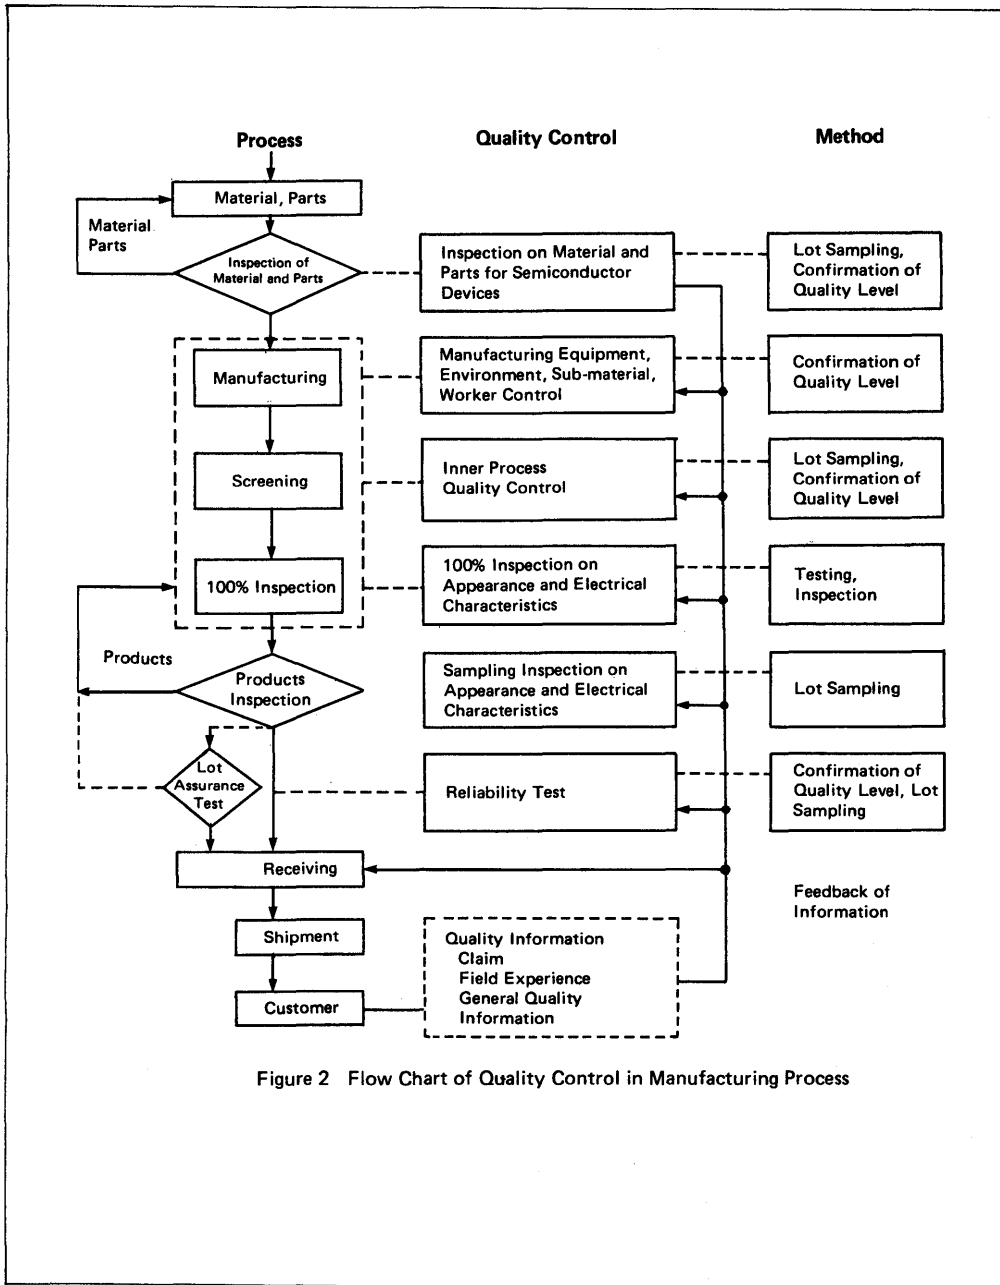 Process
Quality Control
Method
Material, Parts
Material
Parts
Inspection of
Material and Parts
Inspection on Material and
Parts for Semiconductor
Devices
Lot Sampling,
Confirmation of
Quality Level
Manufacturing
Manufacturing Equipment,
Environment, Sub-material,
Worker Control
Confirmation of
Quality Level
Screening
Inner Process
Quality Control
Lot Sampling,
Confirmation of
Quality Level
100% Inspection
100% Inspection on
Appearance and Electrical
Characteristics
Testing,
Inspection
Products
Products
Inspection
Sampling Inspection on
Appearance and Electrical
Characteristics
Lot Sampling
Lot
Assurance
Test
Reliability Test
Confirmation of
Quality Level, Lot
Sampling
Receiving
Feedback of
Information
Shipment
Quality Information
Claim
Field Experience
General Quality
Information
Customer
Figure 2 Flow Chart of Quality Control in Manufacturing Process